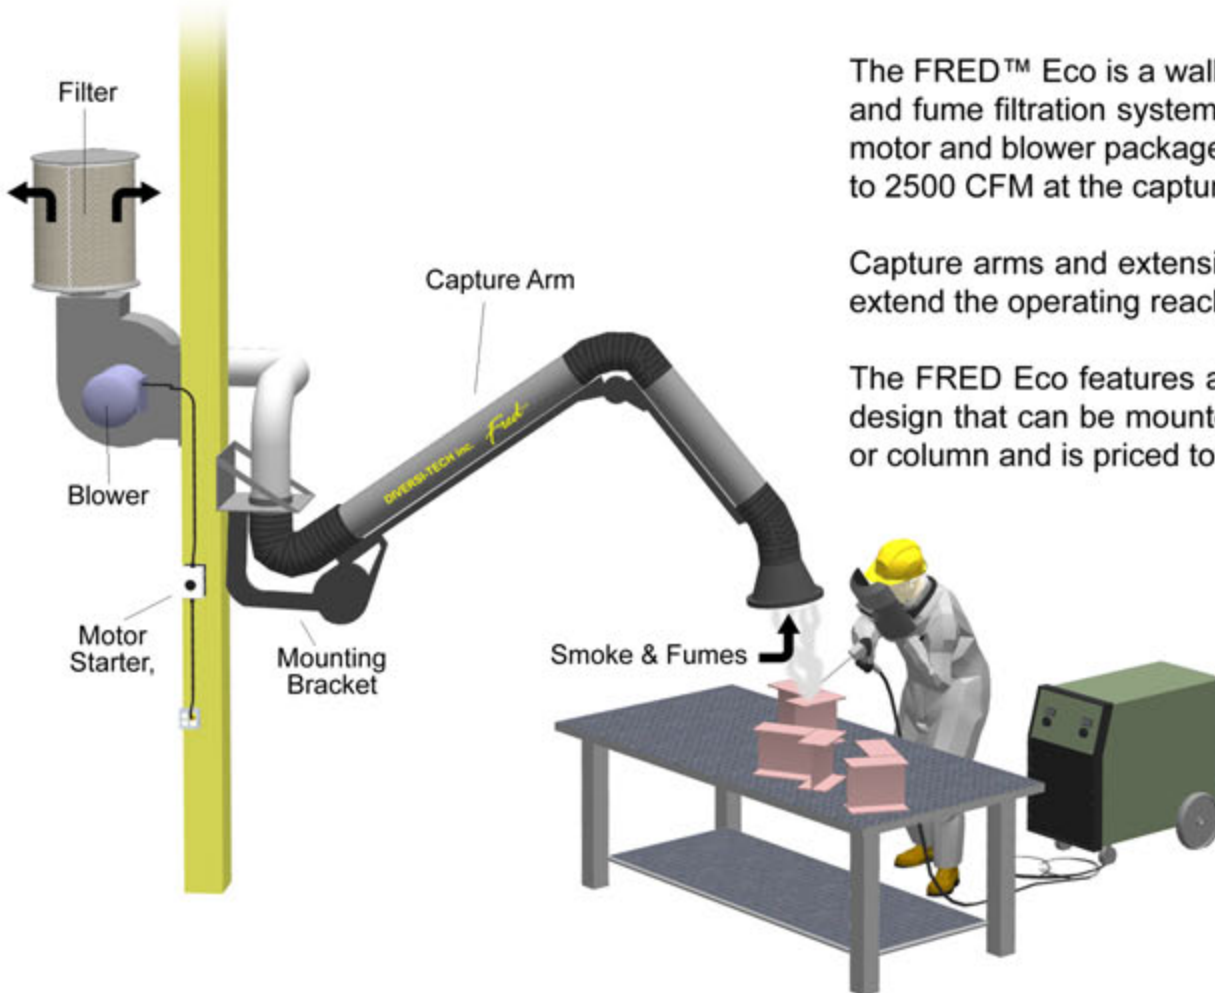 Filter
Capture Arm
DIVERSI-TECH inc. Fred
Blower
Motor
Starter,
Mounting
Bracket
Smoke & Fumes
The FRED™ Eco is a wall
and fume filtration system
motor and blower package
to 2500 CFM at the captur
Capture arms and extensi
extend the operating reach
The FRED Eco features a
design that can be mounte
or column and is priced to